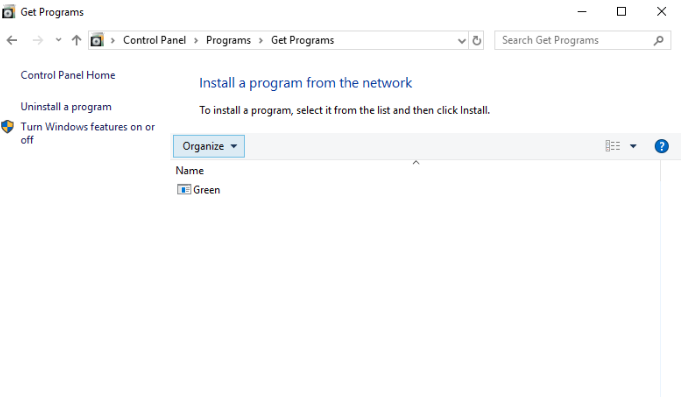 Get Programs
Control Panel > Programs > Get Programs
Search Get Programs
Control Panel Home
Uninstall a program
Turn Windows features on or
off
Install a program from the network
To install a program, select it from the list and then click Install.
Organize
?
Name
Green